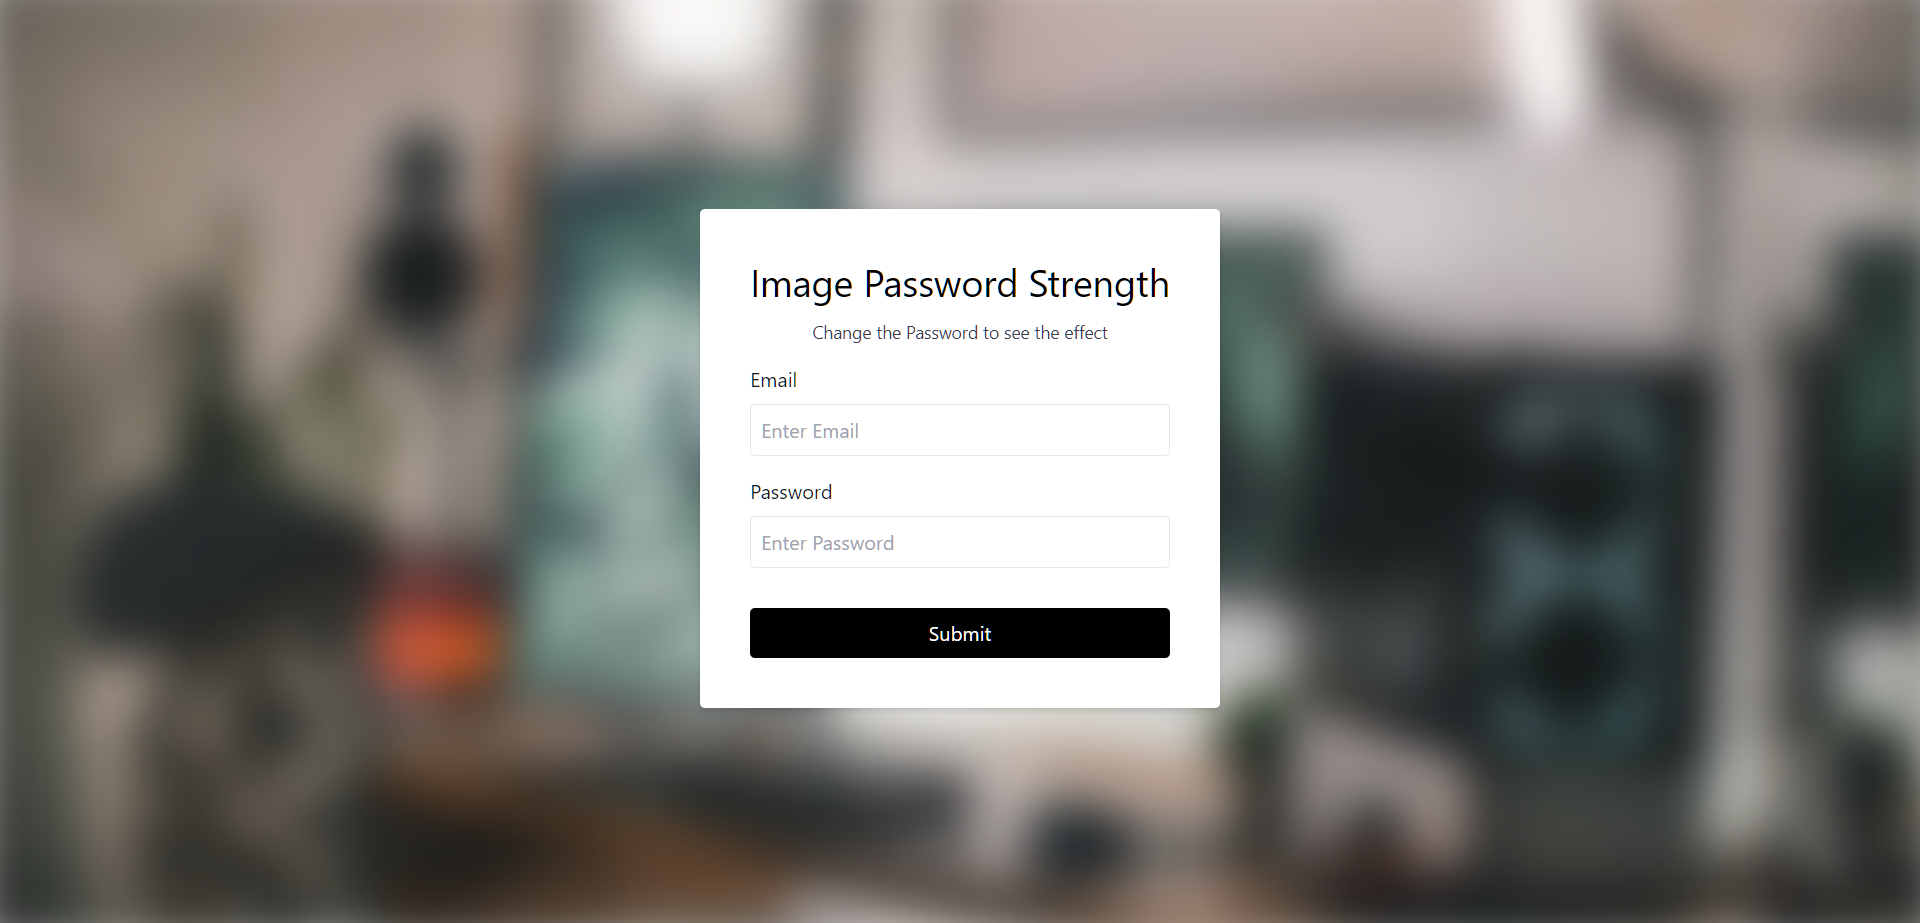 Image Password Strength
Change the Password to see the effect
Email
Enter Email
Password
Enter Password
Submit